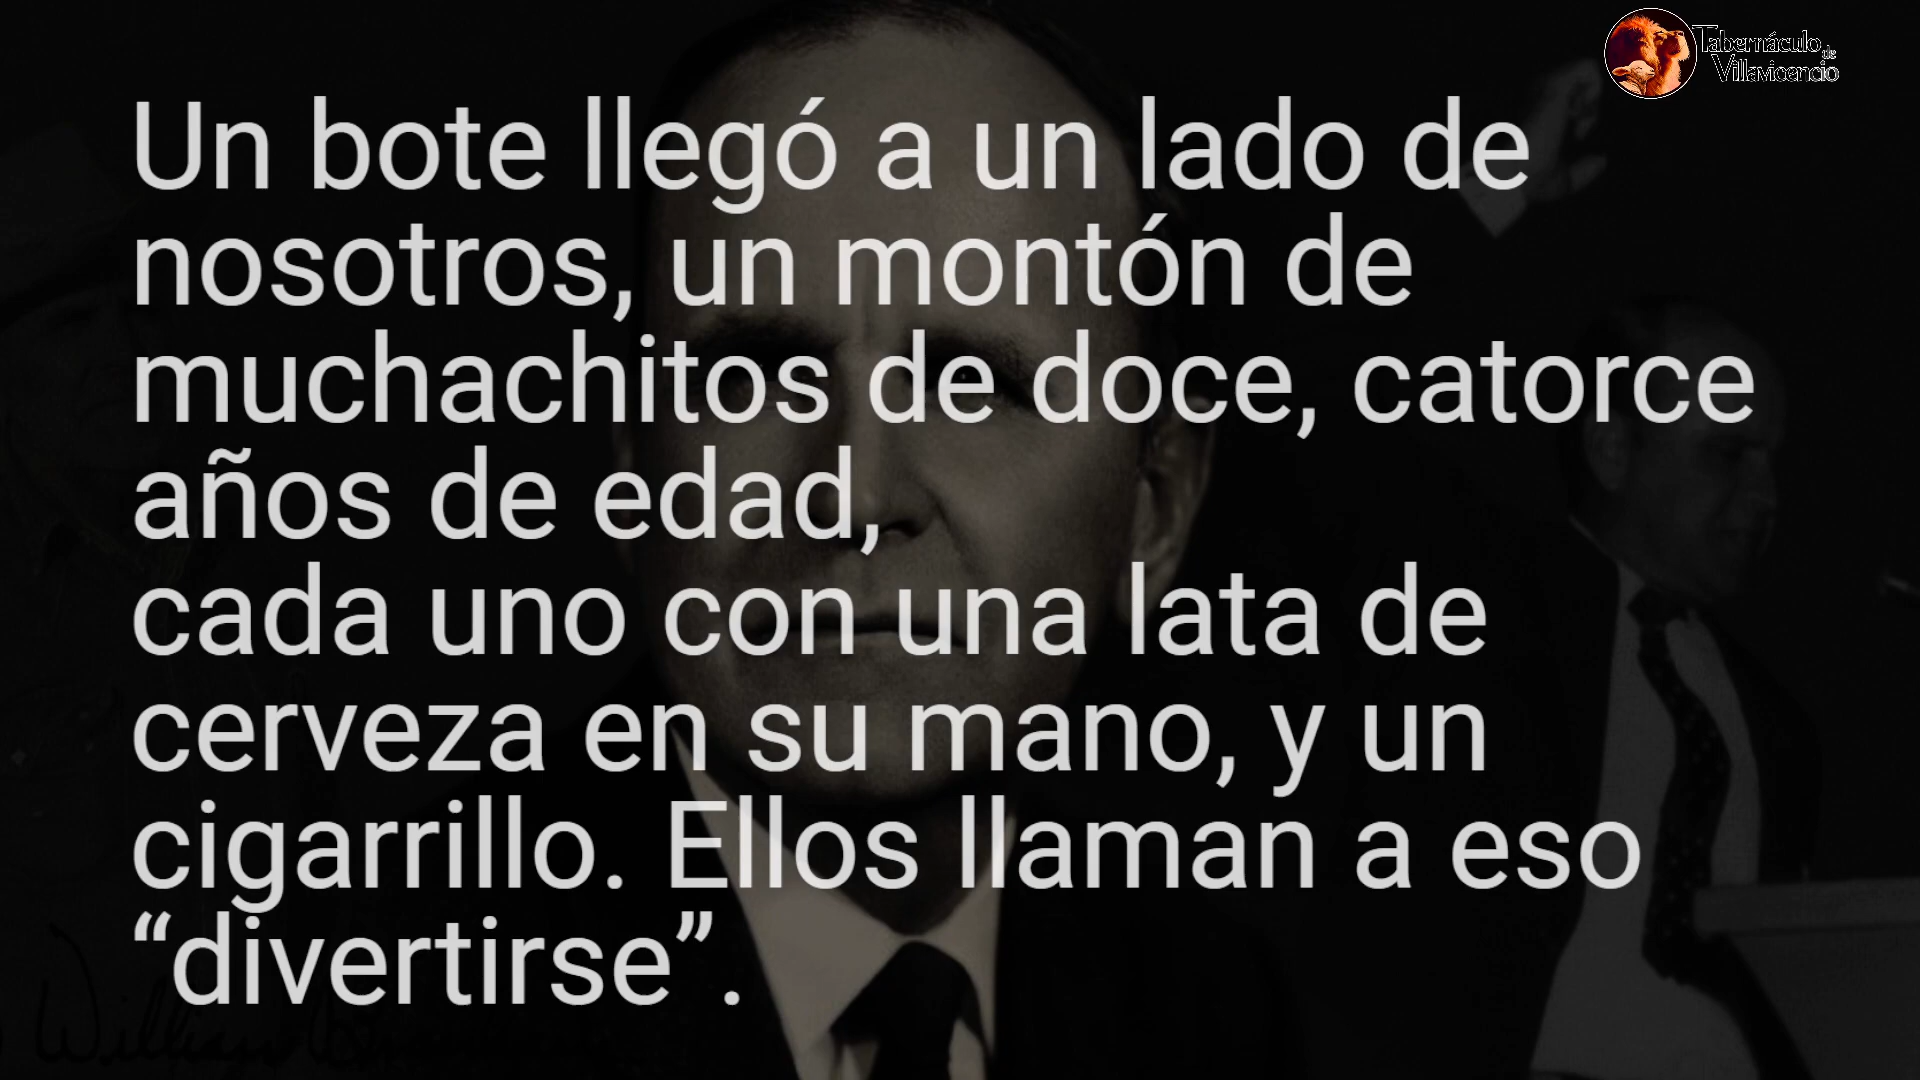 Tabernáculo de
Villavicencio
Un bote llegó a un lado de
nosotros, un montón de
muchachitos de doce, catorce
años de edad,
cada uno con una lata de
cerveza en su mano, y un
cigarrillo. Ellos llaman a eso
“divertirse”.
William